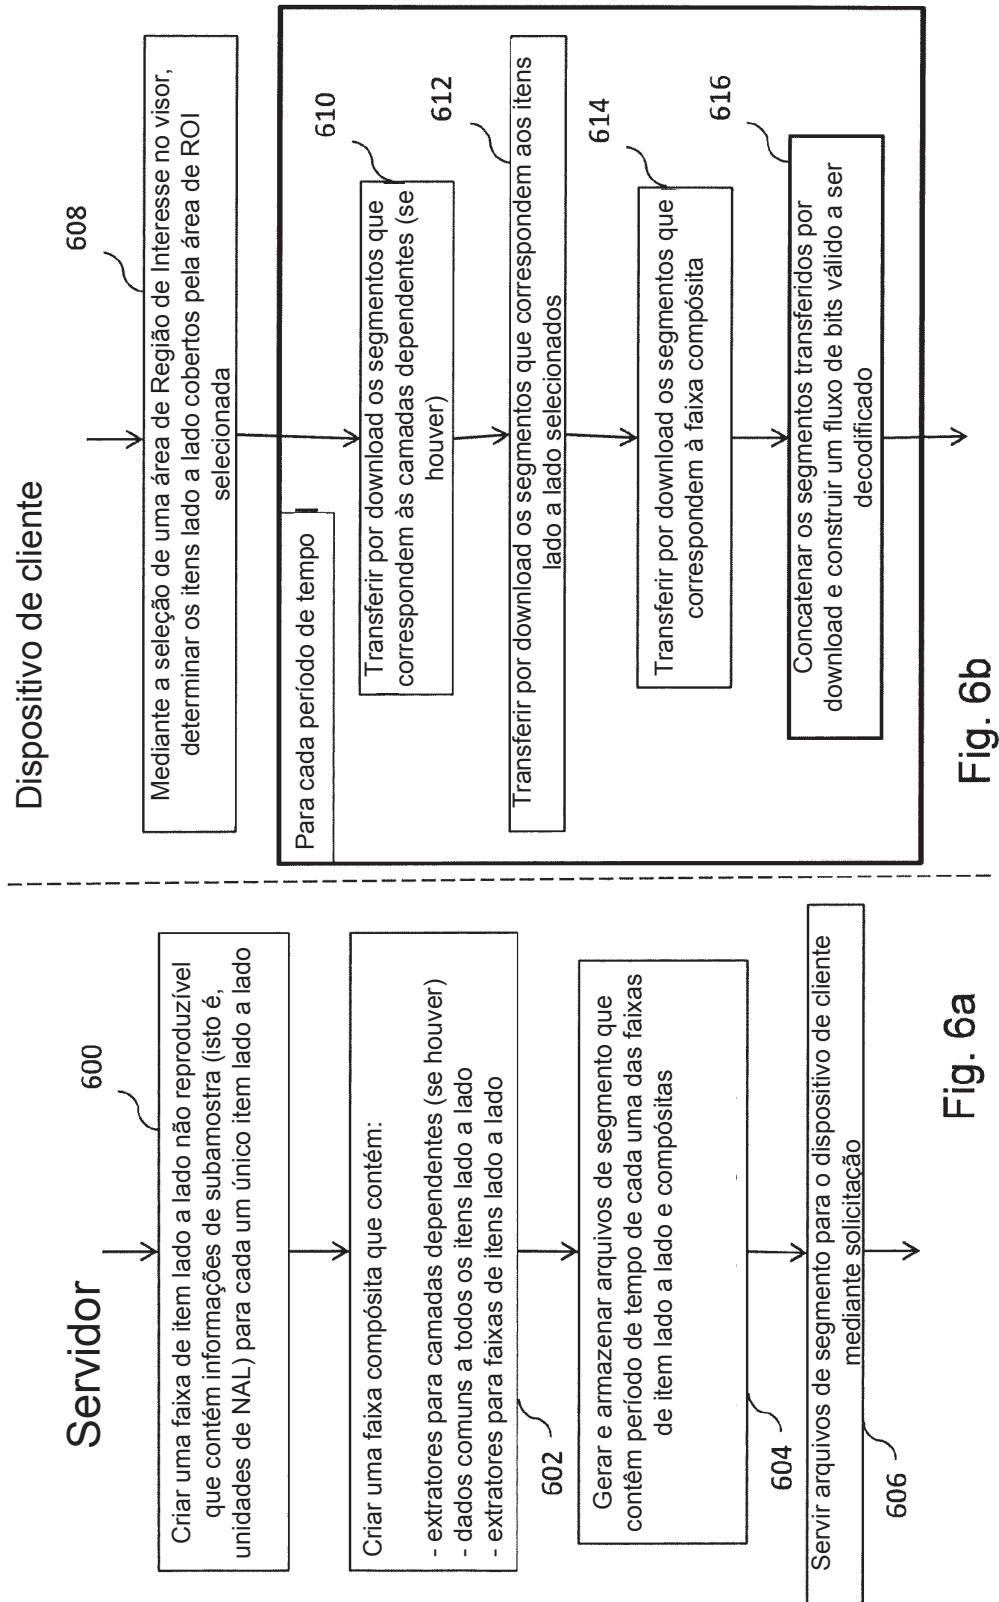 Servidor
600
Criar uma faixa de item lado a lado não reproduzível
que contém informações de subamostra (isto é,
unidades de NAL) para cada um único item lado a lado
Criar uma faixa compósita que contém:
- extratores para camadas dependentes (se houver)
- dados comuns a todos os itens lado a lado
- extratores para faixas de itens lado a lado
602
Gerar e armazenar arquivos de segmento que
contêm período de tempo de cada uma das faixas
de item lado a lado e compósitas
604
Servir arquivos de segmento para o dispositivo de cliente
mediante solicitação
606
Fig. 6a
Dispositivo de cliente
608
Mediante a seleção de uma área de Região de Interesse no visor,
determinar os itens lado a lado cobertos pela área de ROI
selecionada
Para cada período de tempo
610
Transferir por download os segmentos que
correspondem às camadas dependentes (se
houver)
612
Transferir por download os segmentos que correspondem aos itens
lado a lado selecionados
614
Transferir por download os segmentos que
correspondem à faixa compósita
616
Concatenar os segmentos transferidos por
download e construir um fluxo de bits válido a ser
decodificado
Fig. 6b